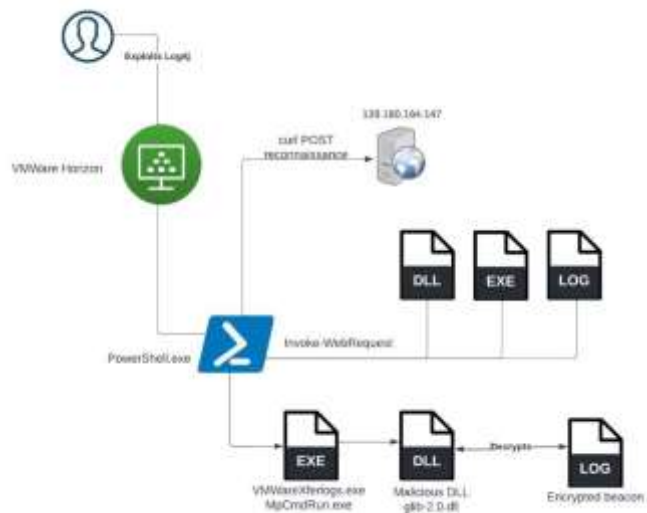 Exploits Log4j
139.180.184.147
curl POST
reconnaissance
VMWare Horizon
DLL
EXE
LOG
Invoke-WebRequest
PowerShell.exe
EXE
DLL
Decrypts
LOG
VMWareXferlogs.exe
MpCmdRun.exe
Malicious DLL
glib-2.0.dll
Encrypted beacon